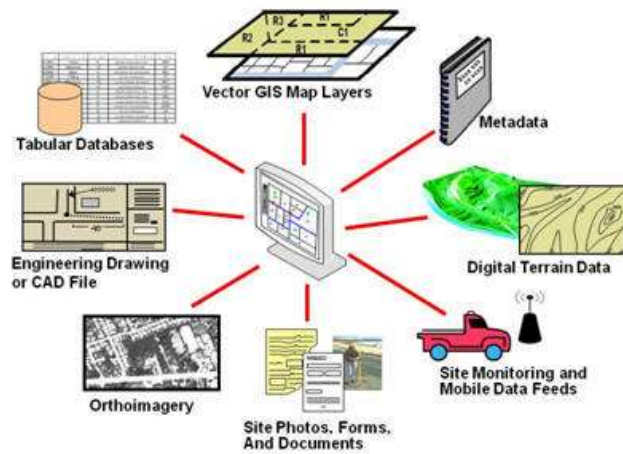 R3
R1
R2
C1
R1
Vector GIS Map Layers
Tabular Databases
Metadata
Engineering Drawing
or CAD File
Digital Terrain Data
Orthoimagery
Site Photos, Forms,
And Documents
Site Monitoring and
Mobile Data Feeds